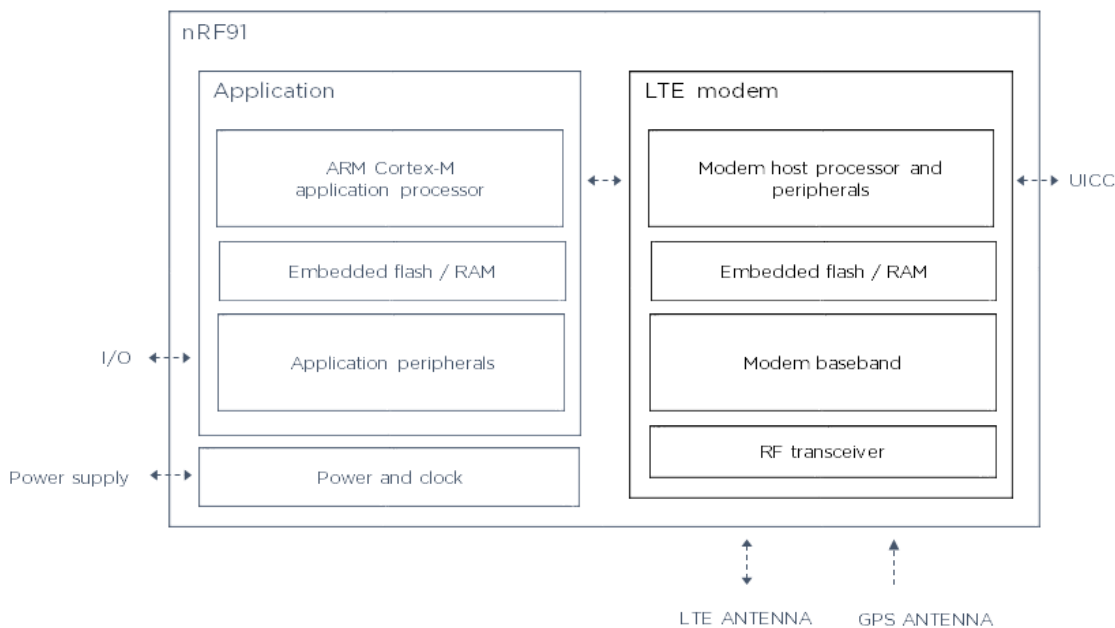 nRF91
Application
LTE modem
ARM Cortex-M
application processor
Modem host processor and
peripherals
UICC
Embedded flash / RAM
Embedded flash / RAM
I/O
Application peripherals
Modem baseband
RF transceiver
Power supply
Power and clock
LTE ANTENNA
GPS ANTENNA